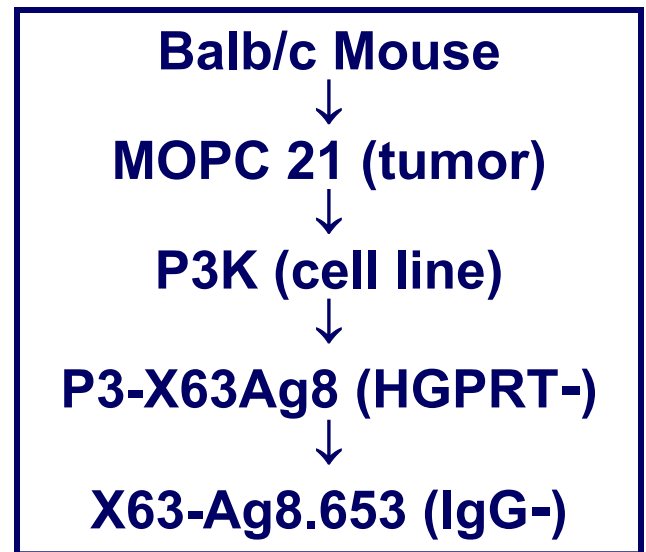 Balb/c Mouse
↓
MOPC 21 (tumor)
↓
P3K (cell line)
↓
P3-X63Ag8 (HGPRT-)
↓
X63-Ag8.653 (IgG-)